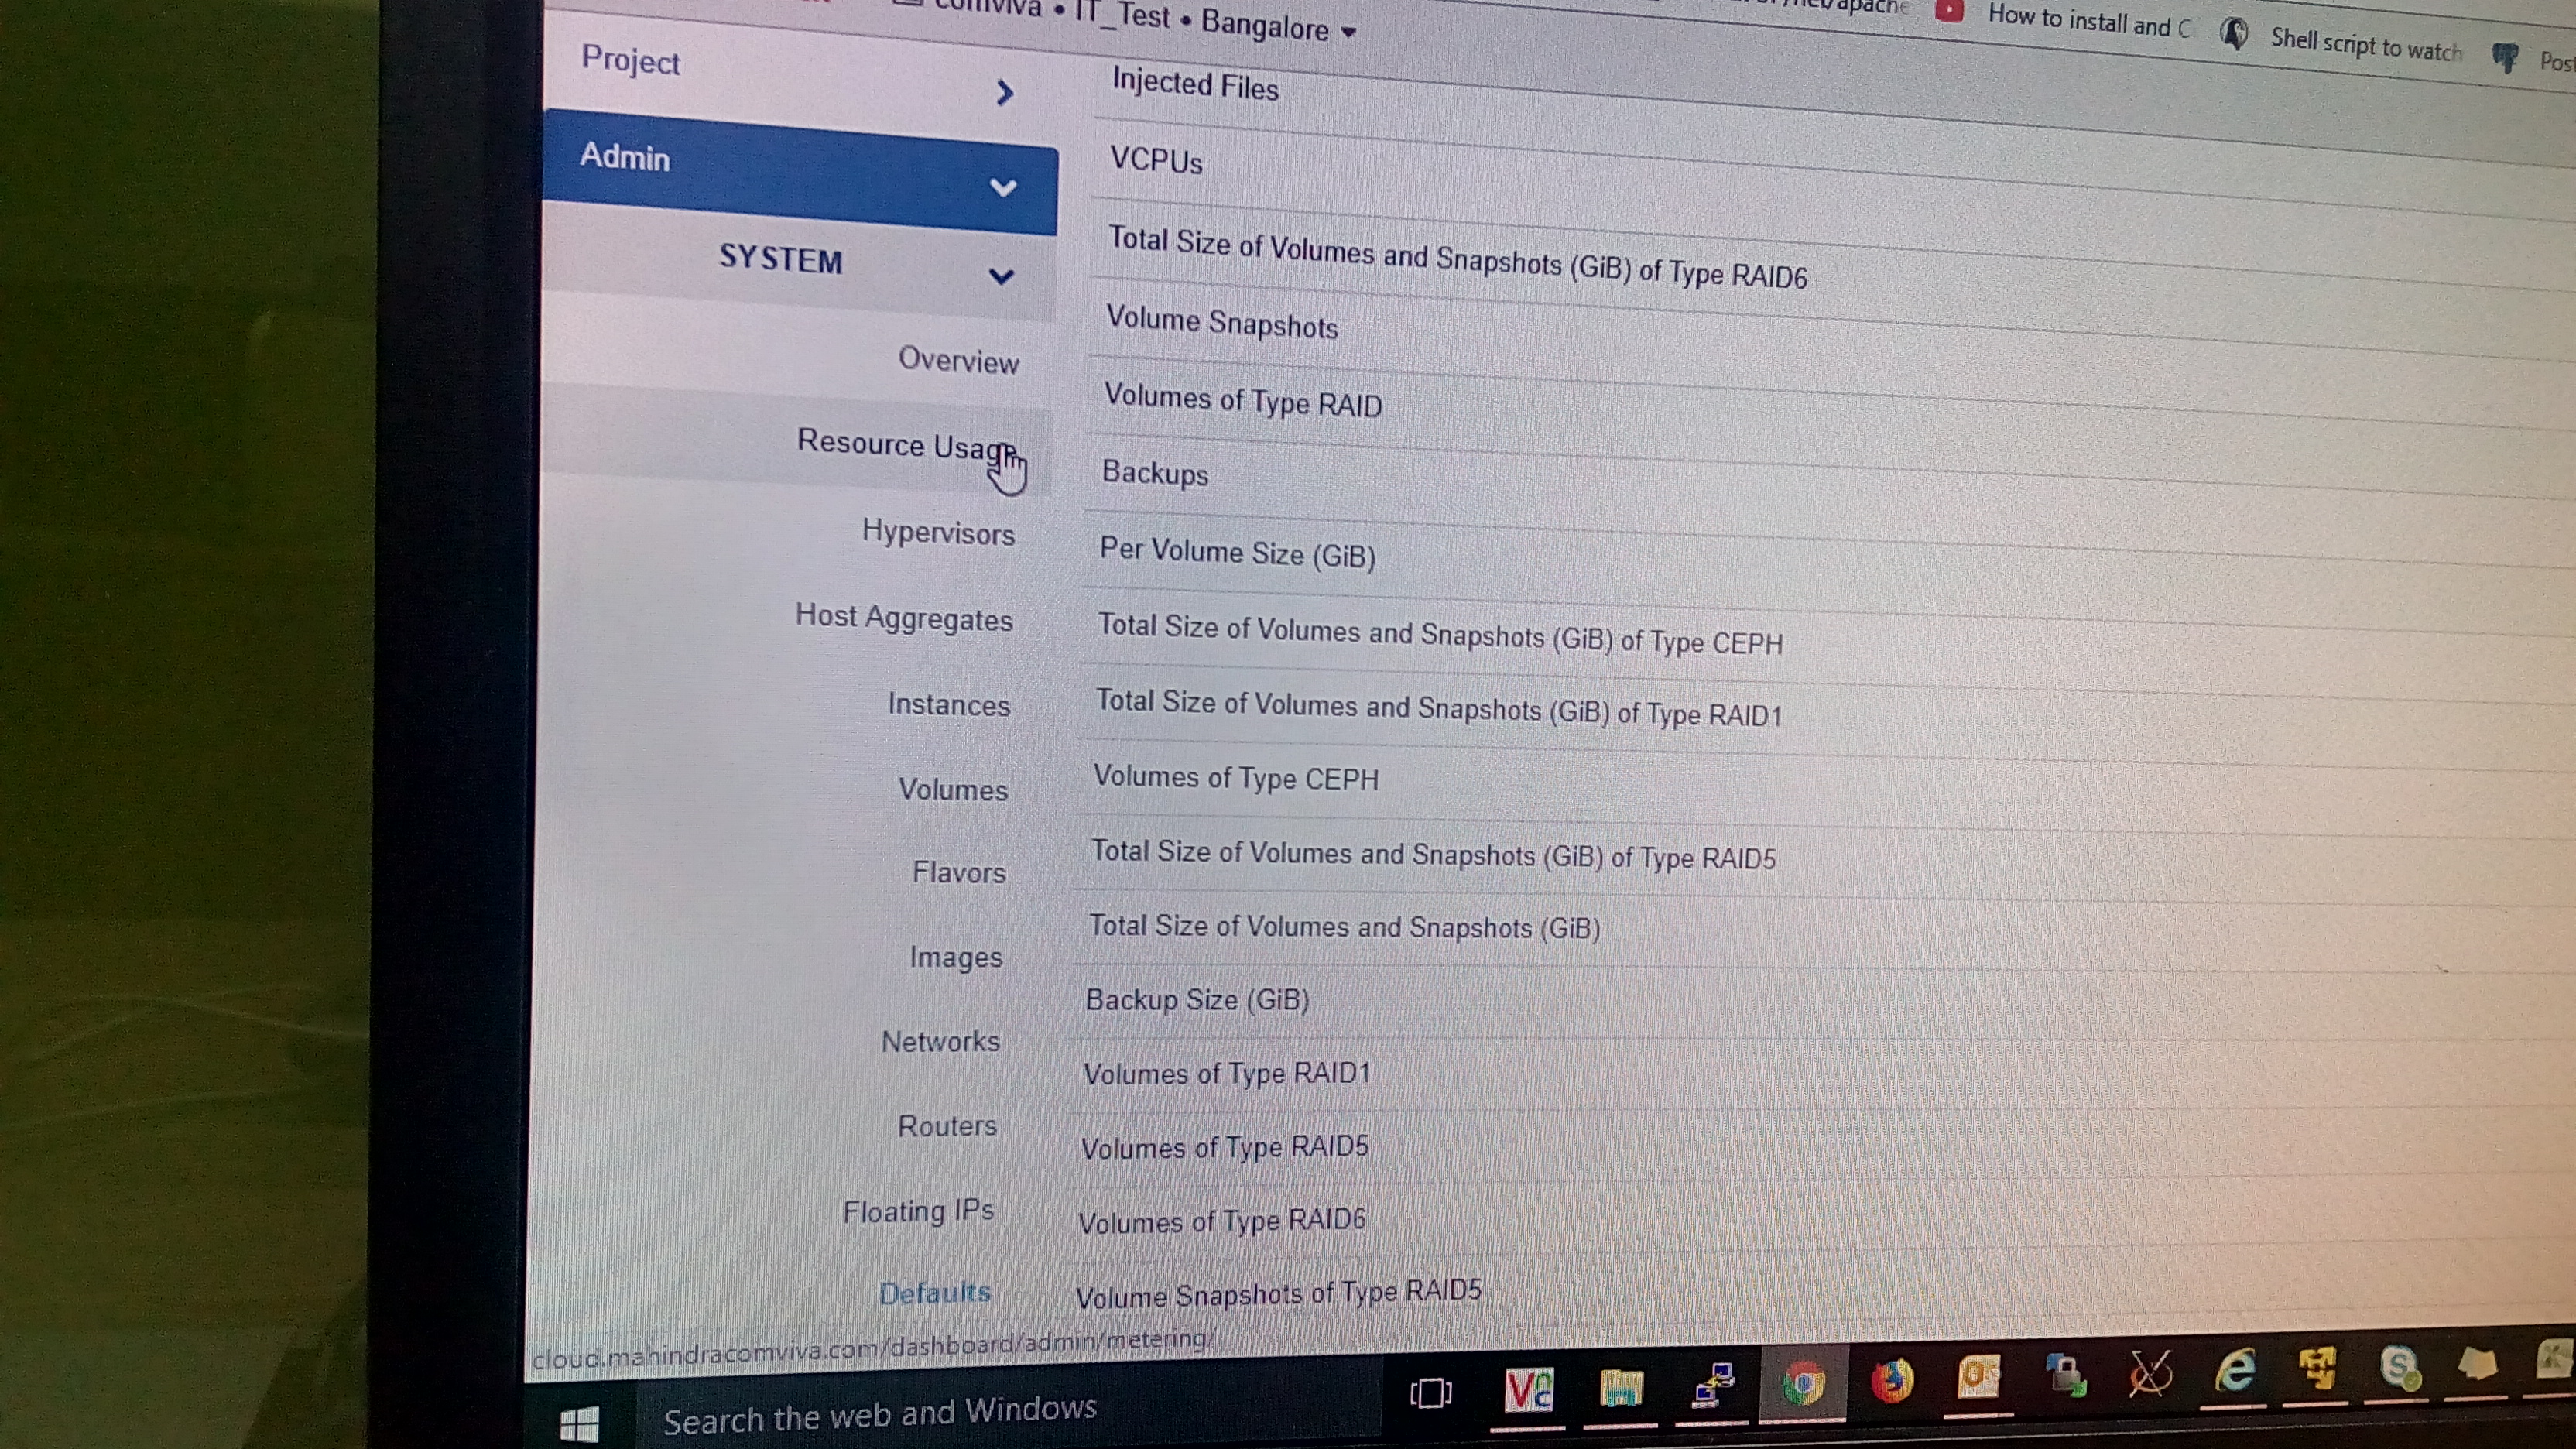 comviva • IT_Test • Bangalore
How to install and C
Shell script to watch
Post
Project
Admin
SYSTEM
Overview
Resource Usage
Hypervisors
Host Aggregates
Instances
Volumes
Flavors
Images
Networks
Routers
Floating IPs
Defaults
Injected Files
VCPUs
Total Size of Volumes and Snapshots (GiB) of Type RAID6
Volume Snapshots
Volumes of Type RAID
Backups
Per Volume Size (GiB)
Total Size of Volumes and Snapshots (GiB) of Type CEPH
Total Size of Volumes and Snapshots (GiB) of Type RAID1
Volumes of Type CEPH
Total Size of Volumes and Snapshots (GiB) of Type RAID5
Total Size of Volumes and Snapshots (GiB)
Backup Size (GiB)
Volumes of Type RAID1
Volumes of Type RAID5
Volumes of Type RAID6
Volume Snapshots of Type RAID5
cloud.mahindracomviva.com/dashboard/admin/metering/
Search the web and Windows